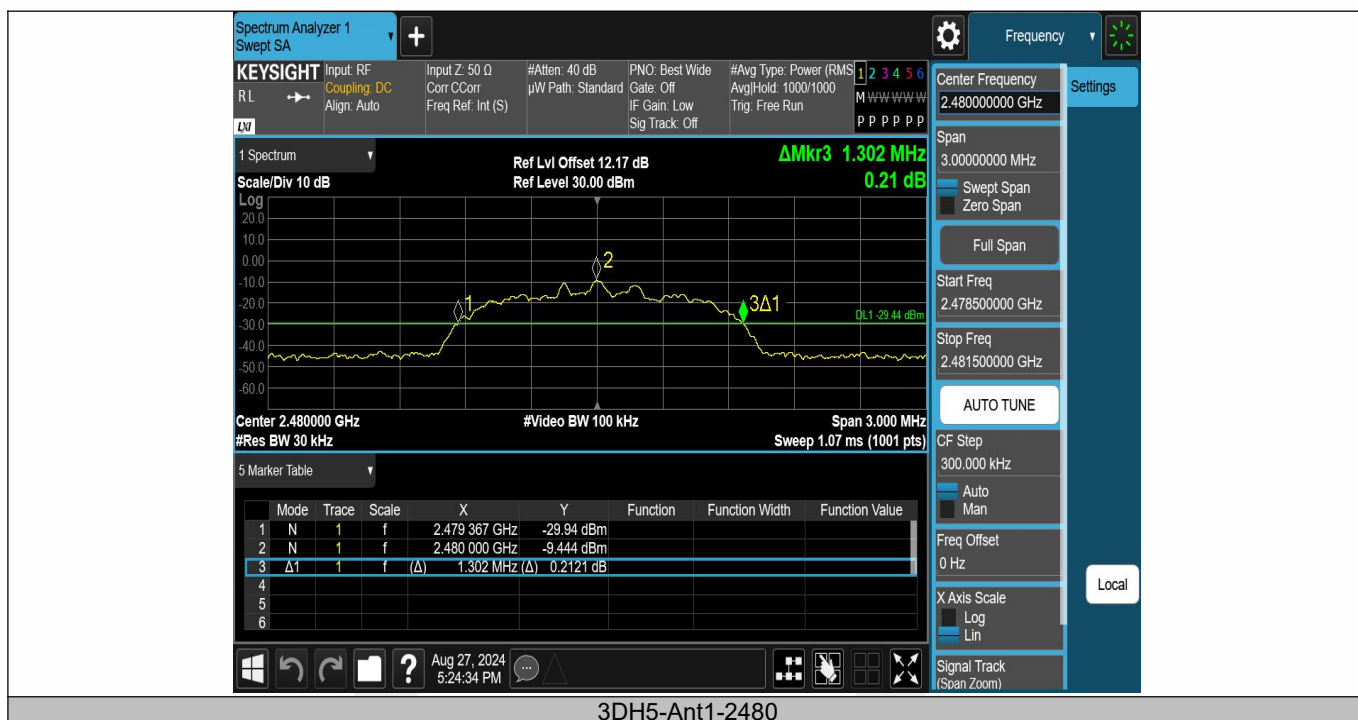 Spectrum Analyzer 1
Swept SA
Frequency
KEYSIGHT
RL
LXI
Input: RF
Coupling: DC
Align: Auto
Input Z: 50 Ω
Corr CCorr
Freq Ref: Int (S)
#Atten: 40 dB
µW Path: Standard
PNO: Best Wide
Gate: Off
IF Gain: Low
Sig Track: Off
#Avg Type: Power (RMS
Avg|Hold: 1000/1000
Trig: Free Run
1 2 3 4 5 6
M W W W W W
P P P P P P
1 Spectrum
Scale/Div 10 dB
Ref Lvl Offset 12.17 dB
Ref Level 30.00 dBm
ΔMkr3 1.302 MHz
0.21 dB
Log
20.0
10.0
0.00
-10.0
-20.0
-30.0
-40.0
-50.0
-60.0
1
2
3Δ1
DL1 -29.44 dBm
Center 2.480000 GHz
#Video BW 100 kHz
Span 3.000 MHz
#Res BW 30 kHz
Sweep 1.07 ms (1001 pts)
5 Marker Table
Mode Trace Scale X Y Function Function Width Function Value
1 N 1 f 2.479 367 GHz -29.94 dBm
2 N 1 f 2.480 000 GHz -9.444 dBm
3 Δ1 1 f (Δ) 1.302 MHz (Δ) 0.2121 dB
4
5
6
?
Aug 27, 2024
5:24:34 PM
Center Frequency
2.480000000 GHz
Settings
Span
3.00000000 MHz
Swept Span
Zero Span
Full Span
Start Freq
2.478500000 GHz
Stop Freq
2.481500000 GHz
AUTO TUNE
CF Step
300.000 kHz
Auto
Man
Freq Offset
0 Hz
Local
X Axis Scale
Log
Lin
Signal Track
(Span Zoom)
3DH5-Ant1-2480